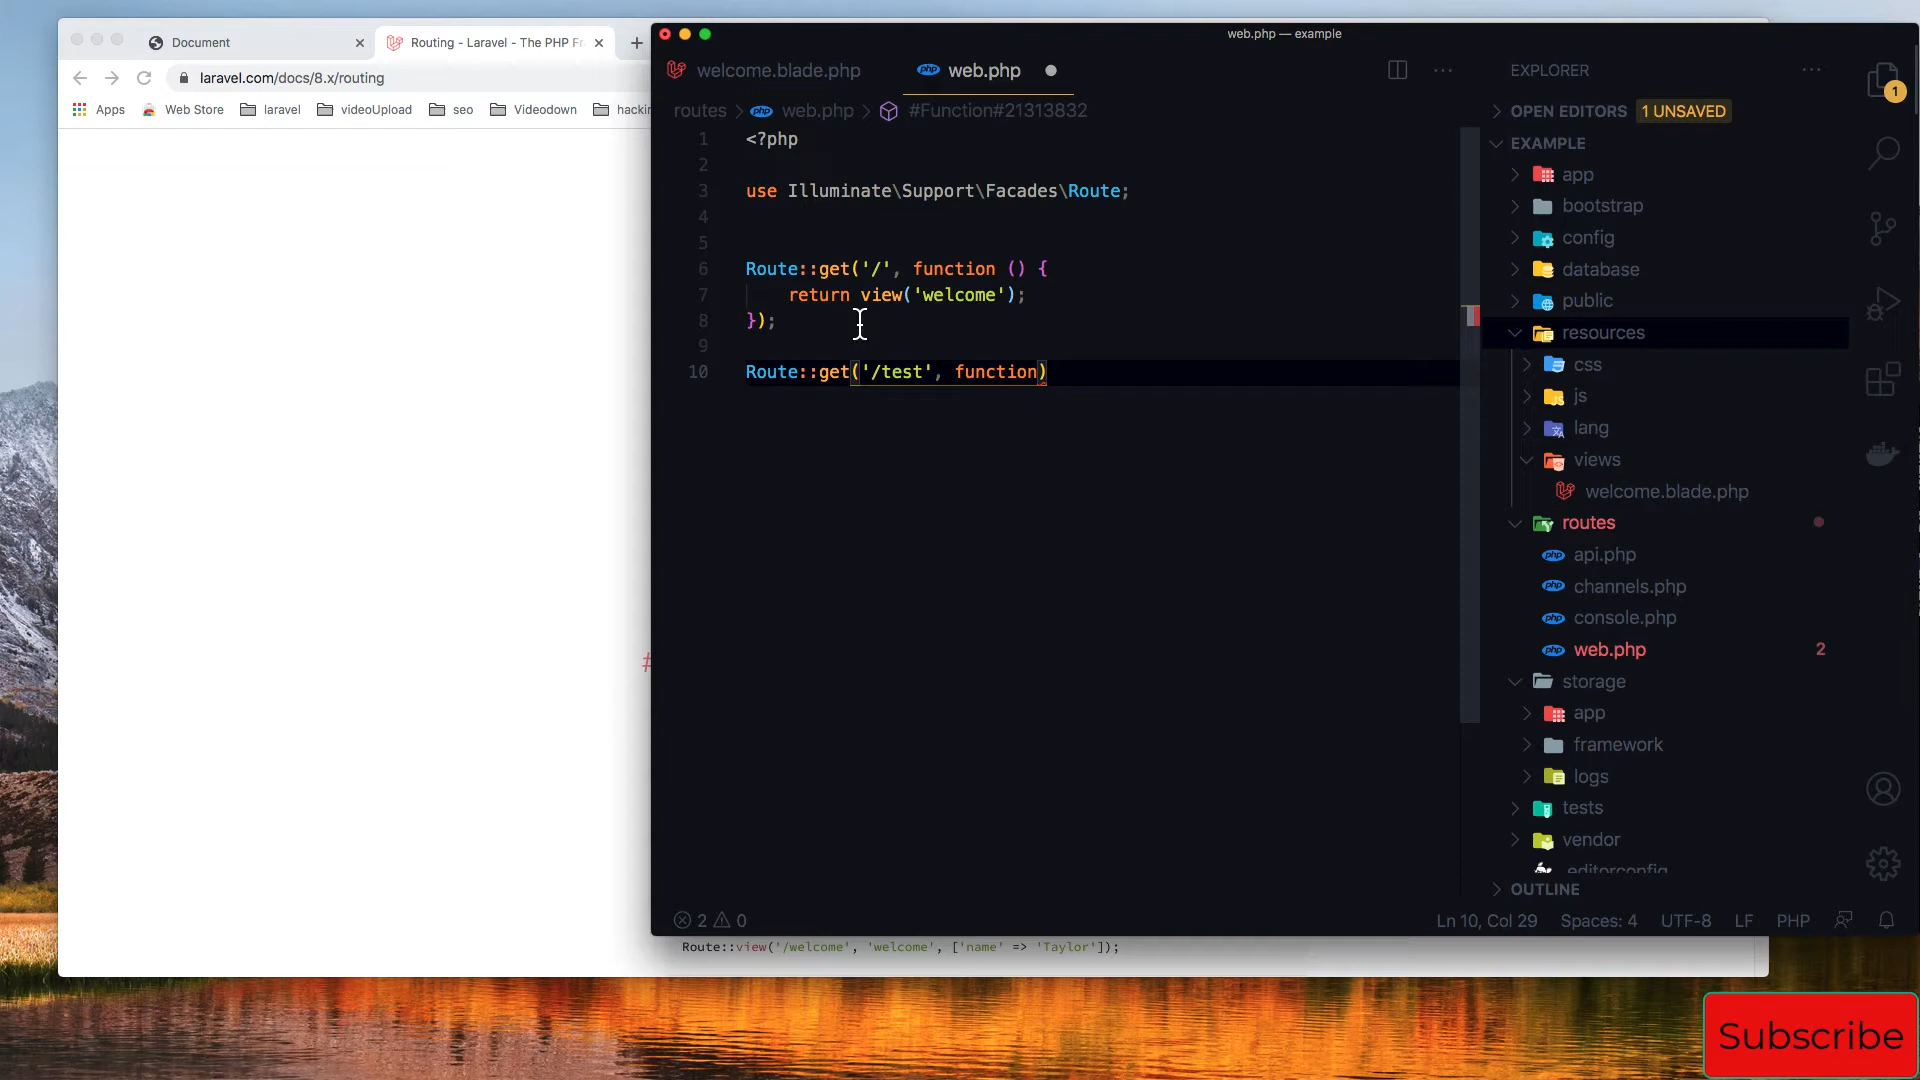 web.php — example
Document
Routing - Laravel - The PHP Fr
laravel.com/docs/8.x/routing
Apps
Web Store
laravel
videoUpload
seo
Videodown
hackin
welcome.blade.php
web.php
EXPLORER
1
routes > web.php > #Function#21313832
OPEN EDITORS 1 UNSAVED
EXAMPLE
1 <?php
2
3 use Illuminate\Support\Facades\Route;
4
5
6 Route::get('/', function () {
7 return view('welcome');
8 });
9
10 Route::get('/test', function)
app
bootstrap
config
database
public
resources
css
js
lang
views
welcome.blade.php
routes
api.php
channels.php
console.php
web.php 2
storage
app
framework
logs
tests
vendor
.editorconfig
OUTLINE
#
2 0
Ln 10, Col 29 Spaces: 4 UTF-8 LF PHP
Route::view('/welcome', 'welcome', ['name' => 'Taylor']);
Subscribe